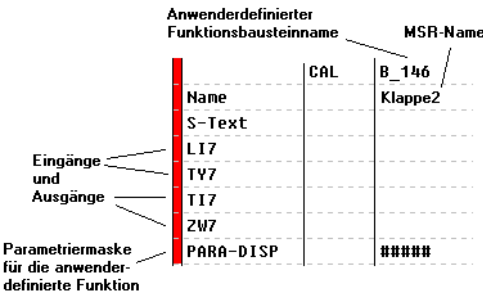 Anwenderdefinierter
Funktionsbausteinname
MSR-Name
CAL B_146
Name Klappe2
S-Text
LI7
TY7
TI7
ZW7
PARA-DISP #####
Eingänge
und
Ausgänge
Parametriermaske
für die anwender-
definierte Funktion